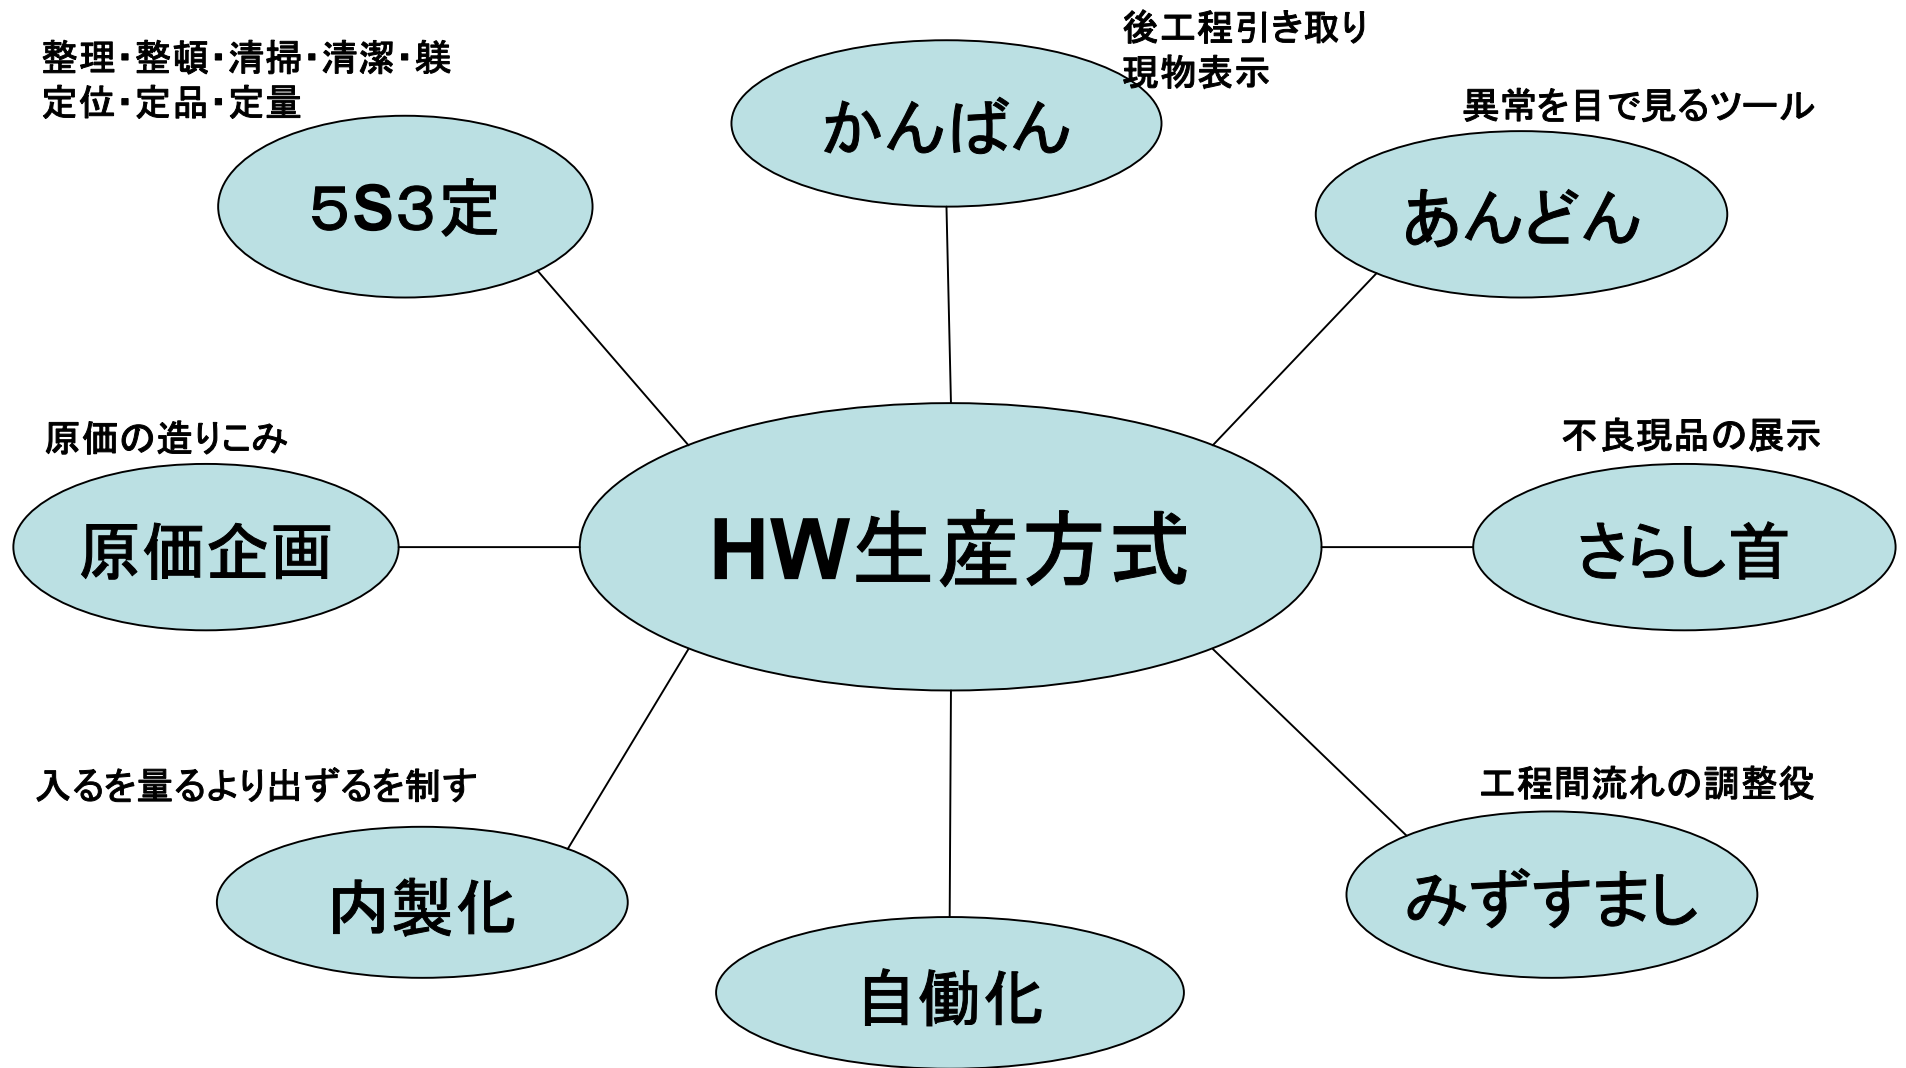 整理・整頓・清掃・清潔・躾
定位・定品・定量
5S3定
後工程引き取り
現物表示
かんばん
異常を目で見るツール
あんどん
原価の造りこみ
原価企画
HW生産方式
不良現品の展示
さらし首
入るを量るより出ずるを制す
内製化
自働化
工程間流れの調整役
みずすまし